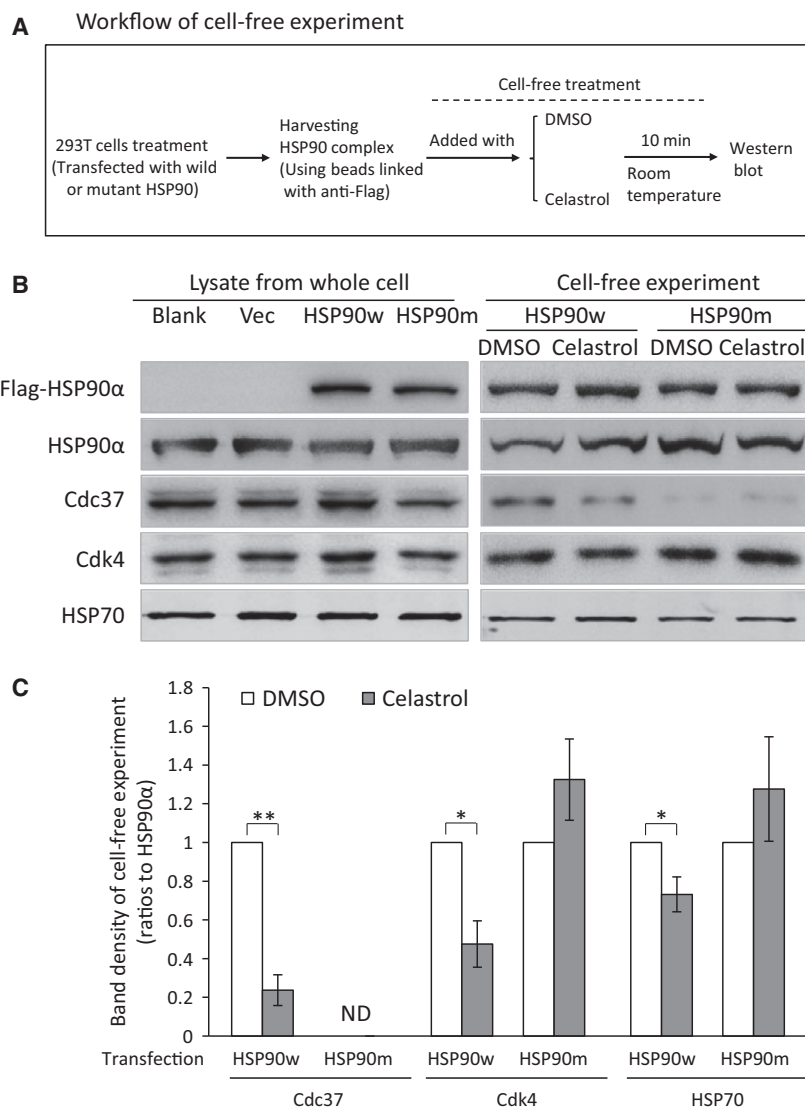 A Workflow of cell-free experiment
Cell-free treatment
293T cells treatment
(Transfected with wild
or mutant HSP90)
Harvesting
HSP90 complex
(Using beads linked
with anti-Flag)
Added with
DMSO
Celastrol
10 min
Room
temperature
Western
blot
B
Lysate from whole cell Cell-free experiment
Blank Vec HSP90w HSP90m HSP90w HSP90m
DMSO Celastrol DMSO Celastrol
Flag-HSP90α
HSP90α
Cdc37
Cdk4
HSP70
C
Band density of cell-free experiment
(ratios to HSP90α)
1.8
1.6
1.4
1.2
1
0.8
0.6
0.4
0.2
0
DMSO Celastrol
** * *
ND
Transfection HSP90w HSP90m HSP90w HSP90m HSP90w HSP90m
Cdc37 Cdk4 HSP70